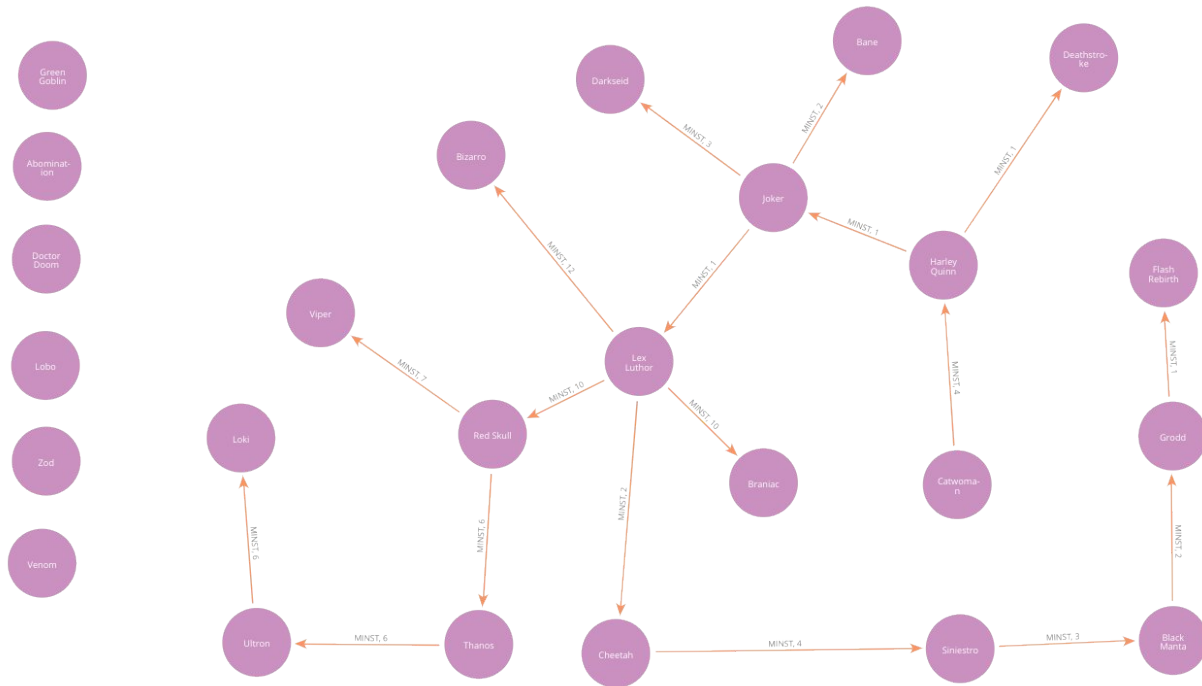 Green
Goblin
Abominat-
ion
Doctor
Doom
Lobo
Zod
Venom
Bane
Deathstro-
ke
Darkseid
MINST, 2
MINST, 3
MINST, 1
Bizarro
Joker
MINST, 1
Harley
Quinn
MINST, 12
MINST, 1
Flash
Rebirth
Viper
Lex
Luthor
MINST, 7
MINST, 10
MINST, 4
MINST, 1
MINST, 10
Loki
Red Skull
Grodd
Braniac
Catwoma-
n
MINST, 2
MINST, 6
MINST, 6
MINST, 2
Ultron
MINST, 6
Thanos
Cheetah
MINST, 4
Siniestro
MINST, 3
Black
Manta